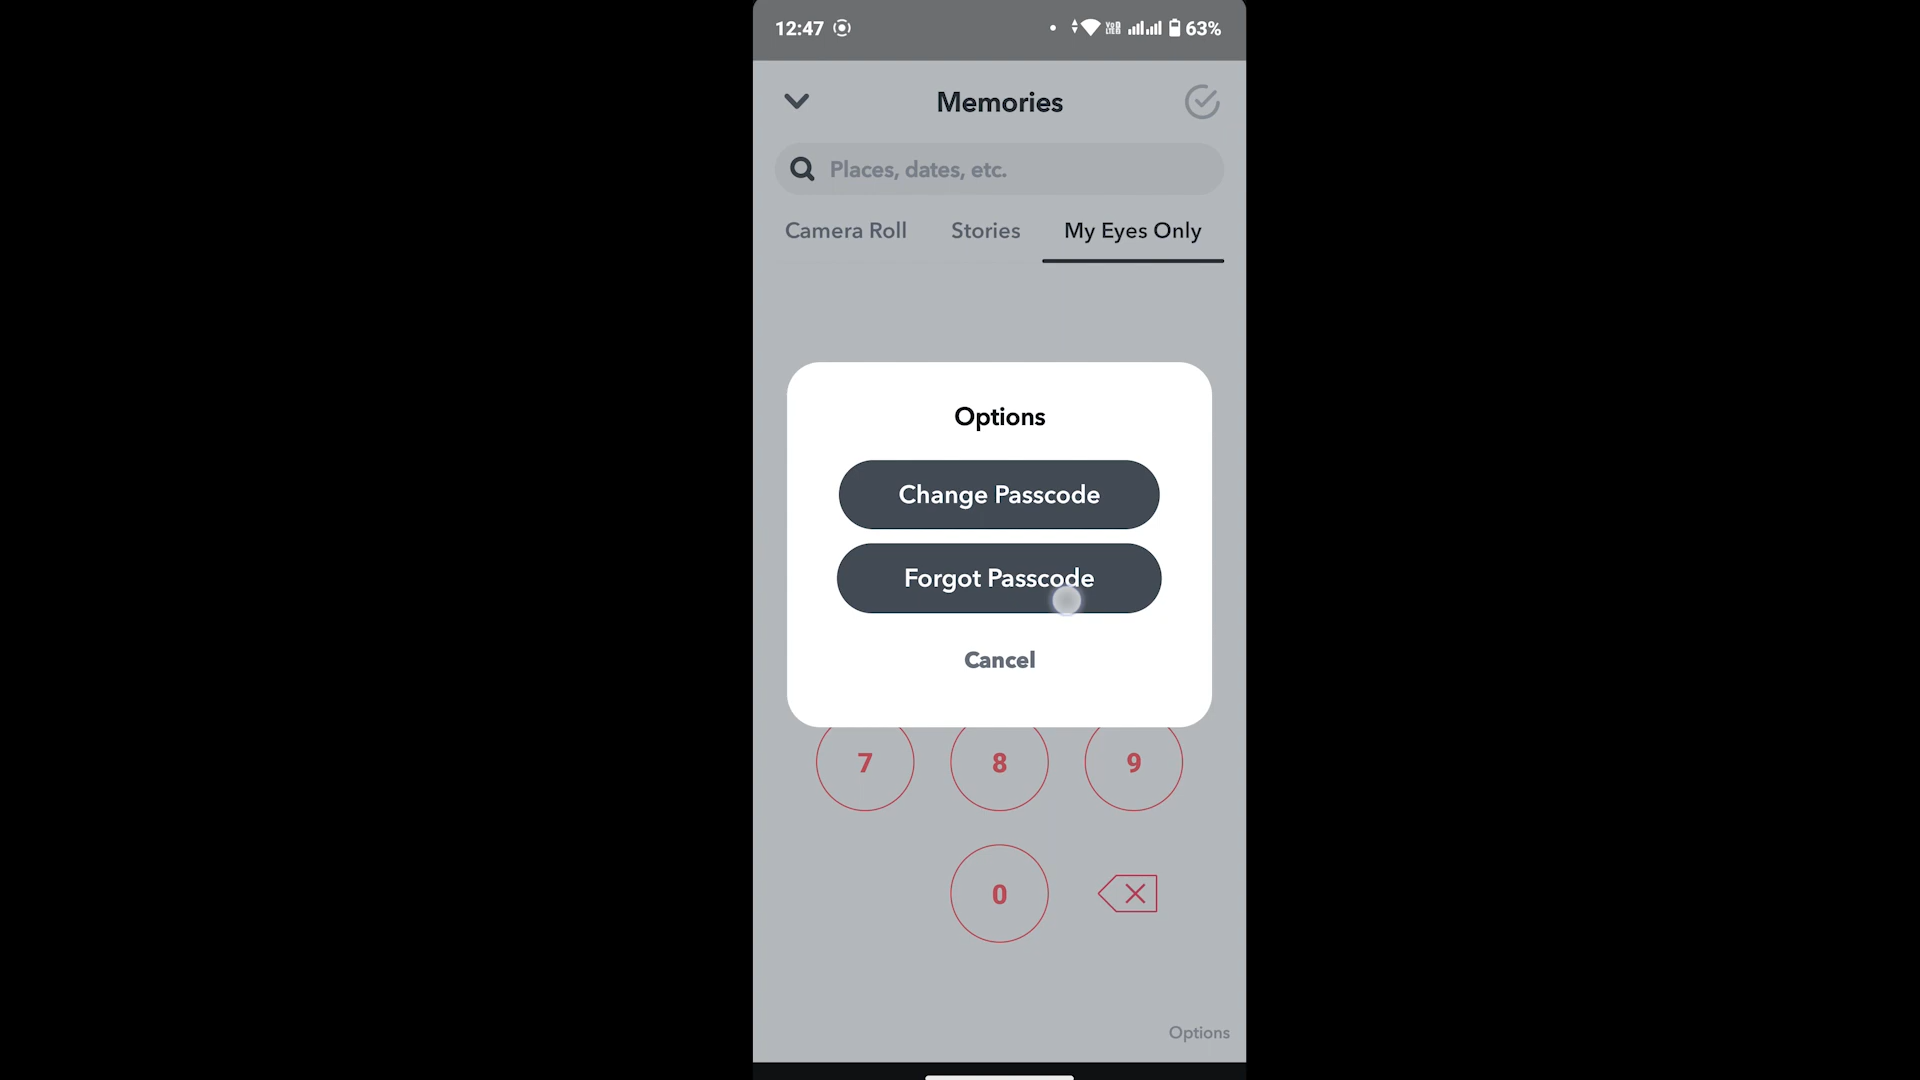 12:47 63%
Memories
Places, dates, etc.
Camera Roll Stories My Eyes Only
Options
Change Passcode
Forgot Passcode
Cancel
7 8 9
0
Options